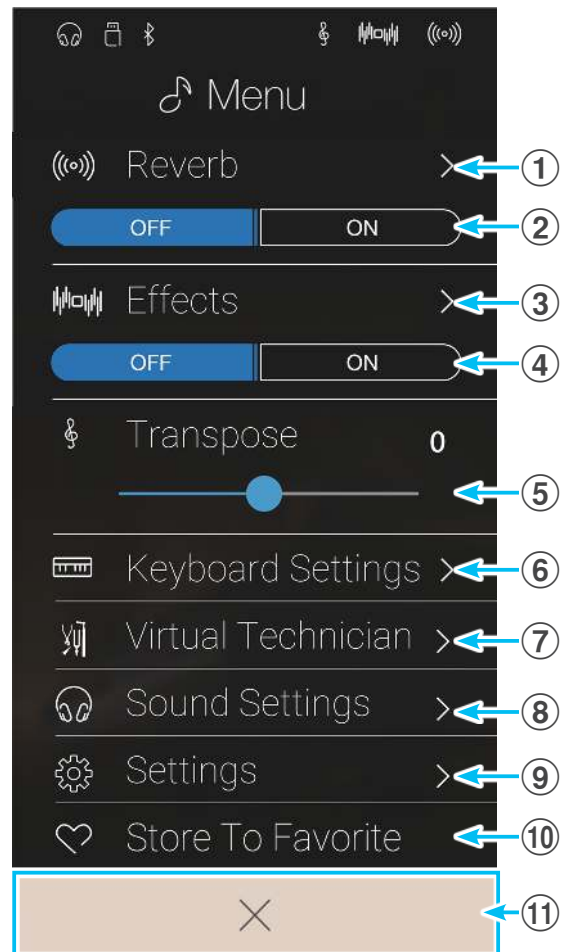 Menu
Reverb
1
OFF ON
2
Effects
3
OFF ON
4
Transpose
0
5
Keyboard Settings
6
Virtual Technician
7
Sound Settings
8
Settings
9
Store To Favorite
10
11